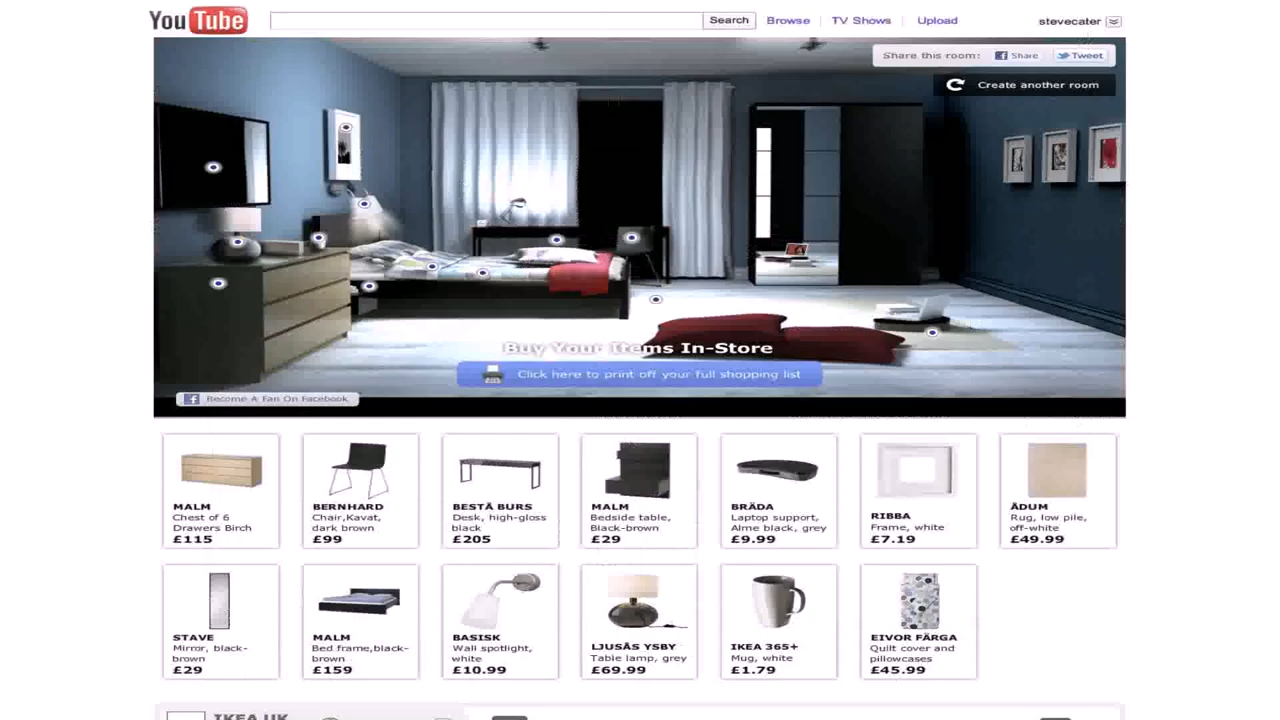 YouTube
Search
Browse
TV Shows
Upload
stevecater
Share this room:
Share
Tweet
Create another room
Buy Your Items In-Store
Click here to print off your full shopping list
Become A Fan On Facebook
MALM
Chest of 6
Drawers Birch
£115
BERNHARD
Chair,Kavat,
dark brown
£99
BESTÅ BURS
Desk, high-gloss
black
£205
MALM
Bedside table,
Black-brown
£29
BRÄDA
Laptop support,
Alme black, grey
£9.99
RIBBA
Frame, white
£7.19
ÅDUM
Rug, low pile,
off-white
£49.99
STAVE
Mirror, black-
brown
£29
MALM
Bed frame,black-
brown
£159
BASISK
Wall spotlight,
white
£10.99
LJUSÅS YSBY
Table lamp, grey
£69.99
IKEA 365+
Mug, white
£1.79
EIVOR FÄRGA
Quilt cover and
pillowcases
£45.99
IKEA UK